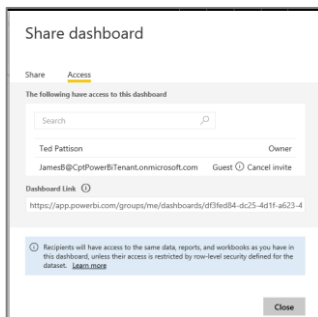 Share dashboard
Share Access
The following have access to this dashboard
Search
Ted Pattison Owner
JamesB@CptPowerBiTenant.onmicrosoft.com Guest Cancel invite
Dashboard Link
https://app.powerbi.com/groups/me/dashboards/df3fed84-dc25-4d1f-a623-4
Recipients will have access to the same data, reports, and workbooks as you have in
this dashboard, unless their access is restricted by row-level security defined for the
dataset. Learn more
Close